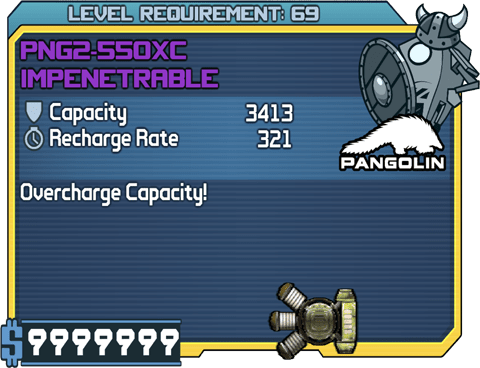 LEVEL REQUIREMENT: 69
PNG2-550XC
IMPENETRABLE
Capacity 3413
Recharge Rate 321
PANGOLIN
Overcharge Capacity!
$9999999